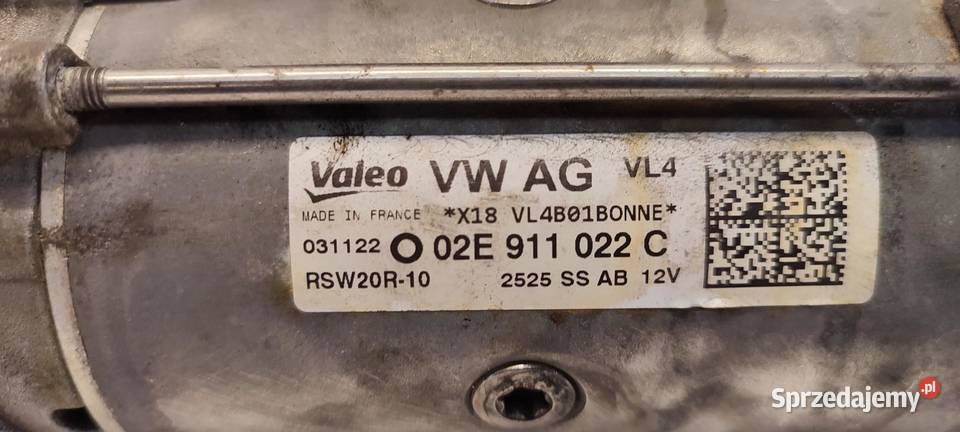 Valeo VW AG VL4
MADE IN FRANCE *X18 VL4B01BONNE*
031122 O 02E 911 022 C
RSW20R-10 2525 SS AB 12V
Sprzedajemy.pl